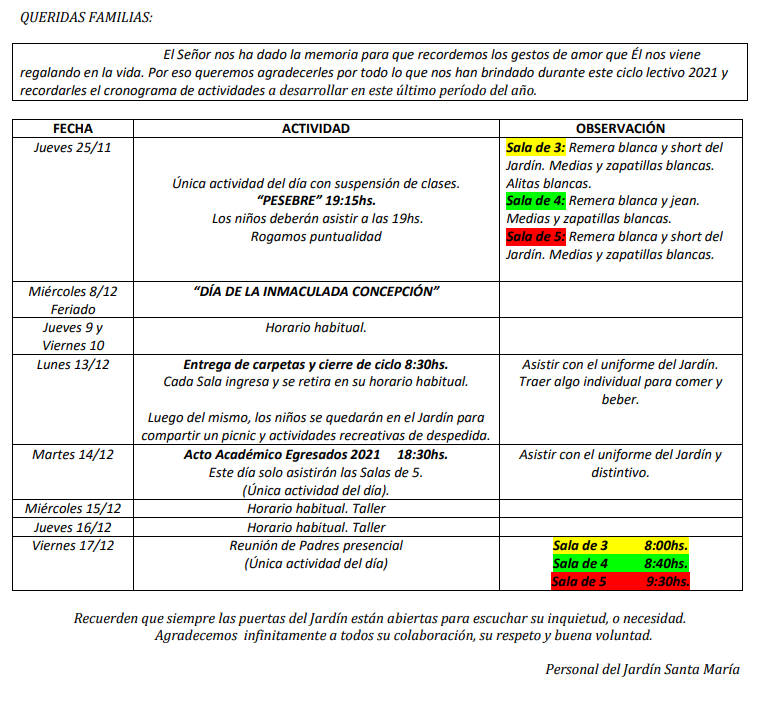 QUERIDAS FAMILIAS:
El Señor nos ha dado la memoria para que recordemos los gestos de amor que Él nos viene
regalando en la vida. Por eso queremos agradecerles por todo lo que nos han brindado durante este ciclo lectivo 2021 y
recordarles el cronograma de actividades a desarrollar en este último período del año.
FECHA ACTIVIDAD OBSERVACIÓN
Jueves 25/11
Única actividad del día con suspensión de clases.
“PESEBRE” 19:15hs.
Los niños deberán asistir a las 19hs.
Rogamos puntualidad
Sala de 3: Remera blanca y short del
Jardín. Medias y zapatillas blancas.
Alitas blancas.
Sala de 4: Remera blanca y jean.
Medias y zapatillas blancas.
Sala de 5: Remera blanca y short del
Jardín. Medias y zapatillas blancas.
Miércoles 8/12
Feriado
“DÍA DE LA INMACULADA CONCEPCIÓN”
Jueves 9 y
Viernes 10
Horario habitual.
Lunes 13/12
Entrega de carpetas y cierre de ciclo 8:30hs.
Cada Sala ingresa y se retira en su horario habitual.
Luego del mismo, los niños se quedarán en el Jardín para
compartir un picnic y actividades recreativas de despedida.
Asistir con el uniforme del Jardín.
Traer algo individual para comer y
beber.
Martes 14/12
Acto Académico Egresados 2021 18:30hs.
Este día solo asistirán las Salas de 5.
(Única actividad del día).
Asistir con el uniforme del Jardín y
distintivo.
Miércoles 15/12 Horario habitual. Taller
Jueves 16/12 Horario habitual. Taller
Viernes 17/12
Reunión de Padres presencial
(Única actividad del día)
Sala de 3 8:00hs.
Sala de 4 8:40hs.
Sala de 5 9:30hs.
Recuerden que siempre las puertas del Jardín están abiertas para escuchar su inquietud, o necesidad.
Agradecemos infinitamente a todos su colaboración, su respeto y buena voluntad.
Personal del Jardín Santa María